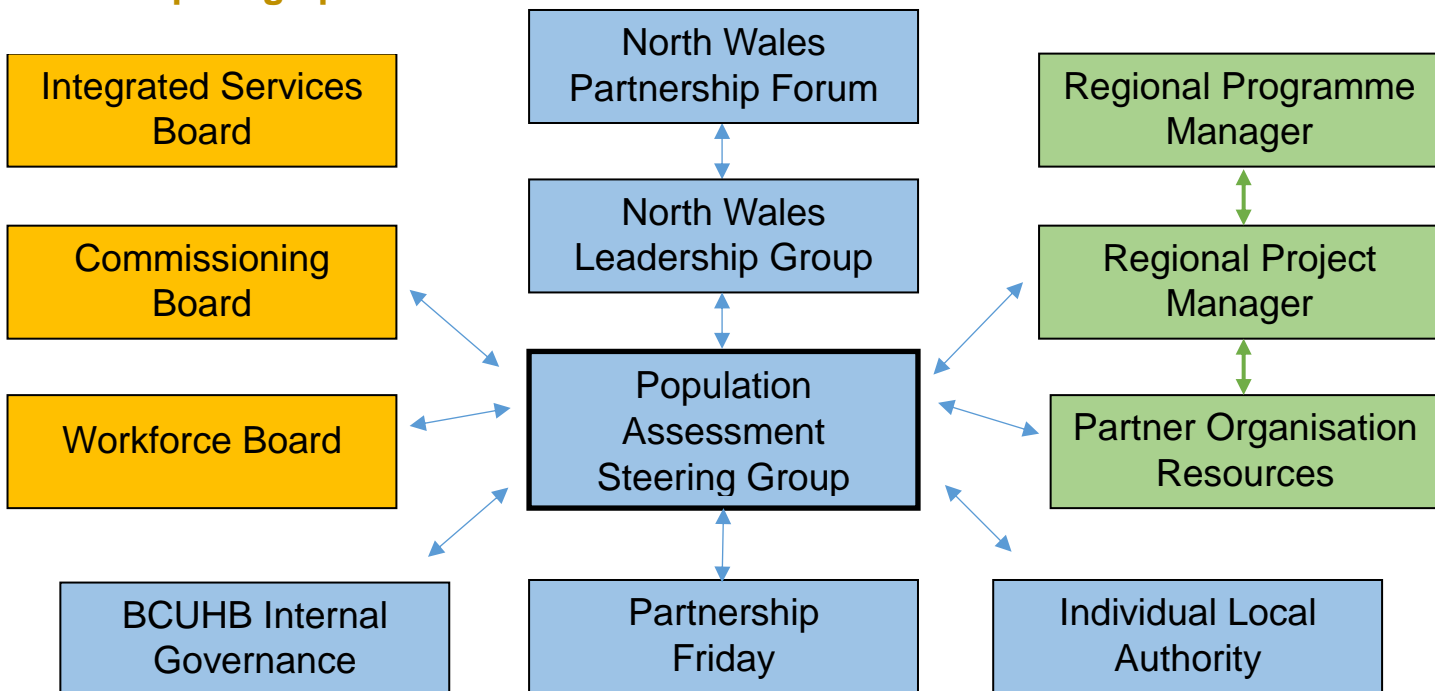 North Wales
Partnership Forum
Integrated Services
Board
Regional Programme
Manager
North Wales
Leadership Group
Commissioning
Board
Regional Project
Manager
Population
Assessment
Steering Group
Workforce Board
Partner Organisation
Resources
BCUHB Internal
Governance
Partnership
Friday
Individual Local
Authority